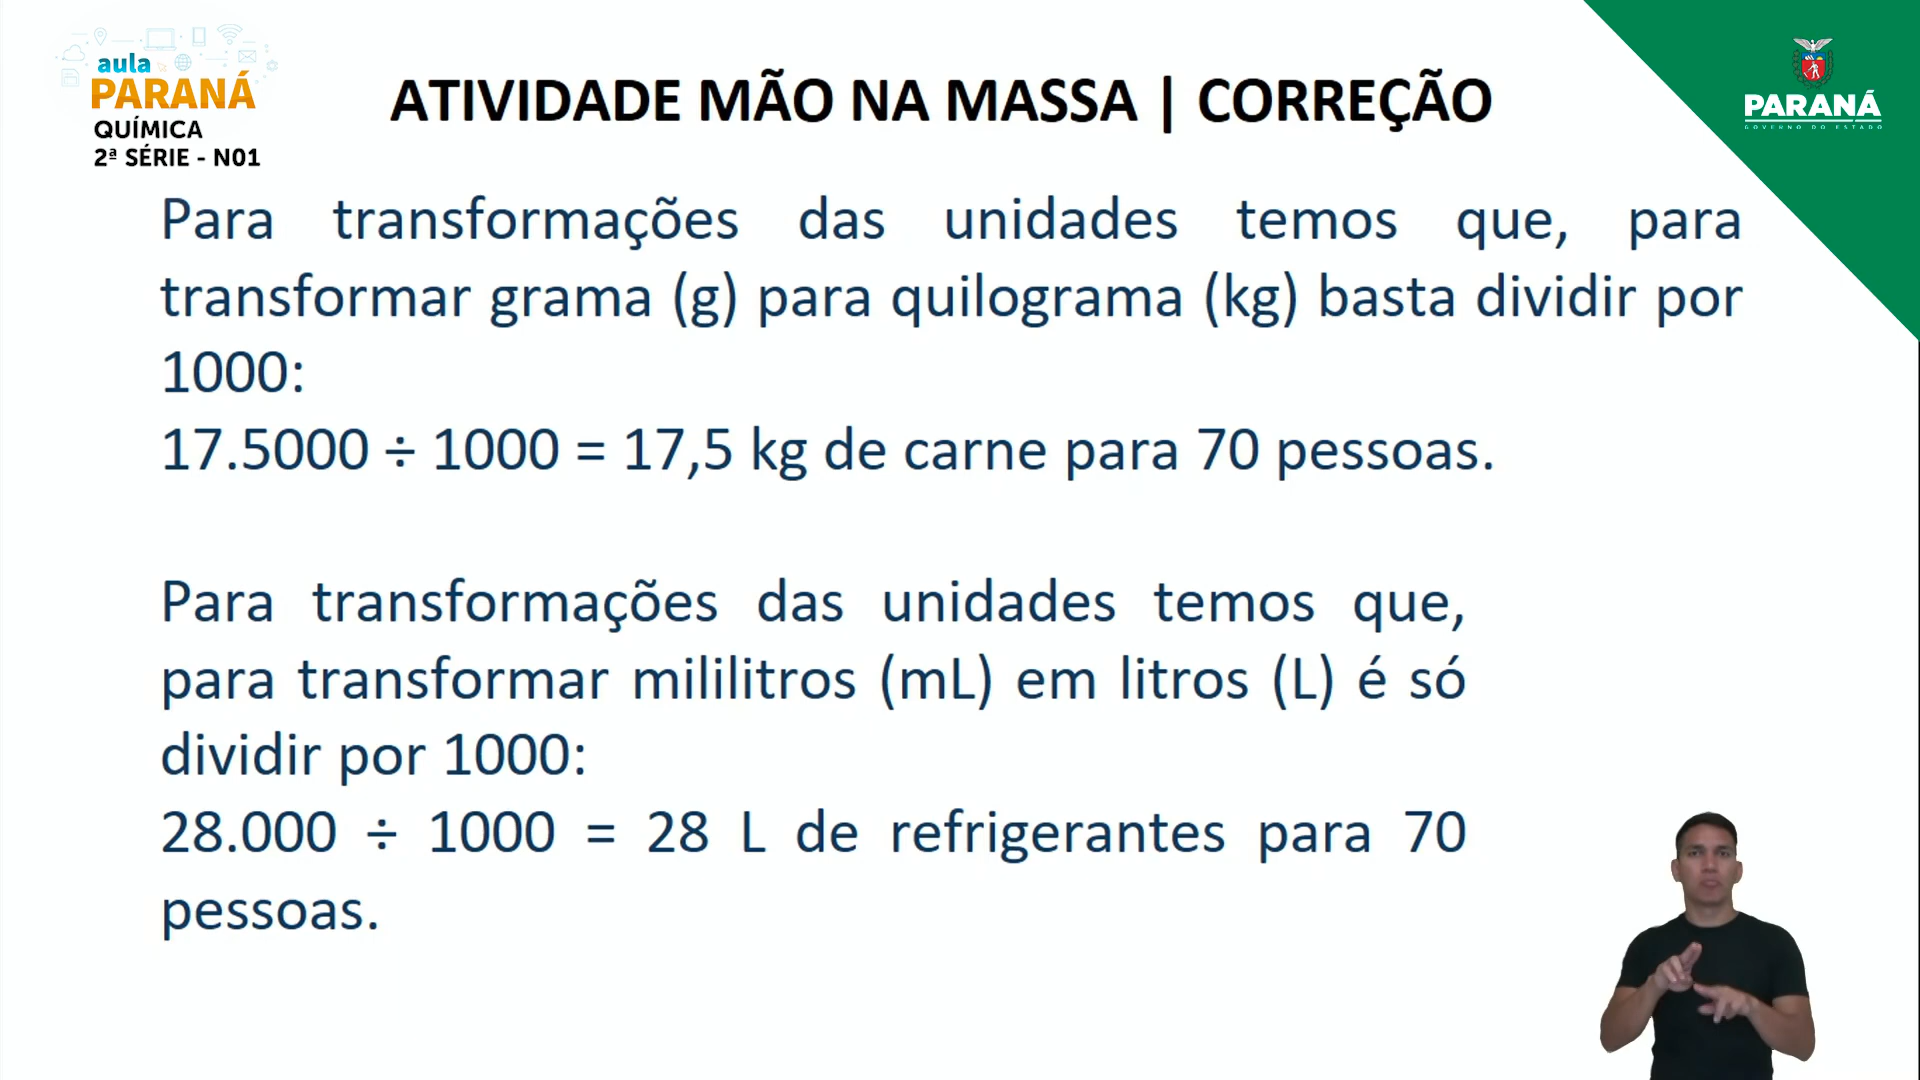 aula
PARANÁ
QUÍMICA
2ª SÉRIE - N01
ATIVIDADE MÃO NA MASSA | CORREÇÃO
PARANÁ
GOVERNO DO ESTADO
Para transformações das unidades temos que, para
transformar grama (g) para quilograma (kg) basta dividir por
1000:
17.5000 ÷ 1000 = 17,5 kg de carne para 70 pessoas.
Para transformações das unidades temos que,
para transformar mililitros (mL) em litros (L) é só
dividir por 1000:
28.000 ÷ 1000 = 28 L de refrigerantes para 70
pessoas.